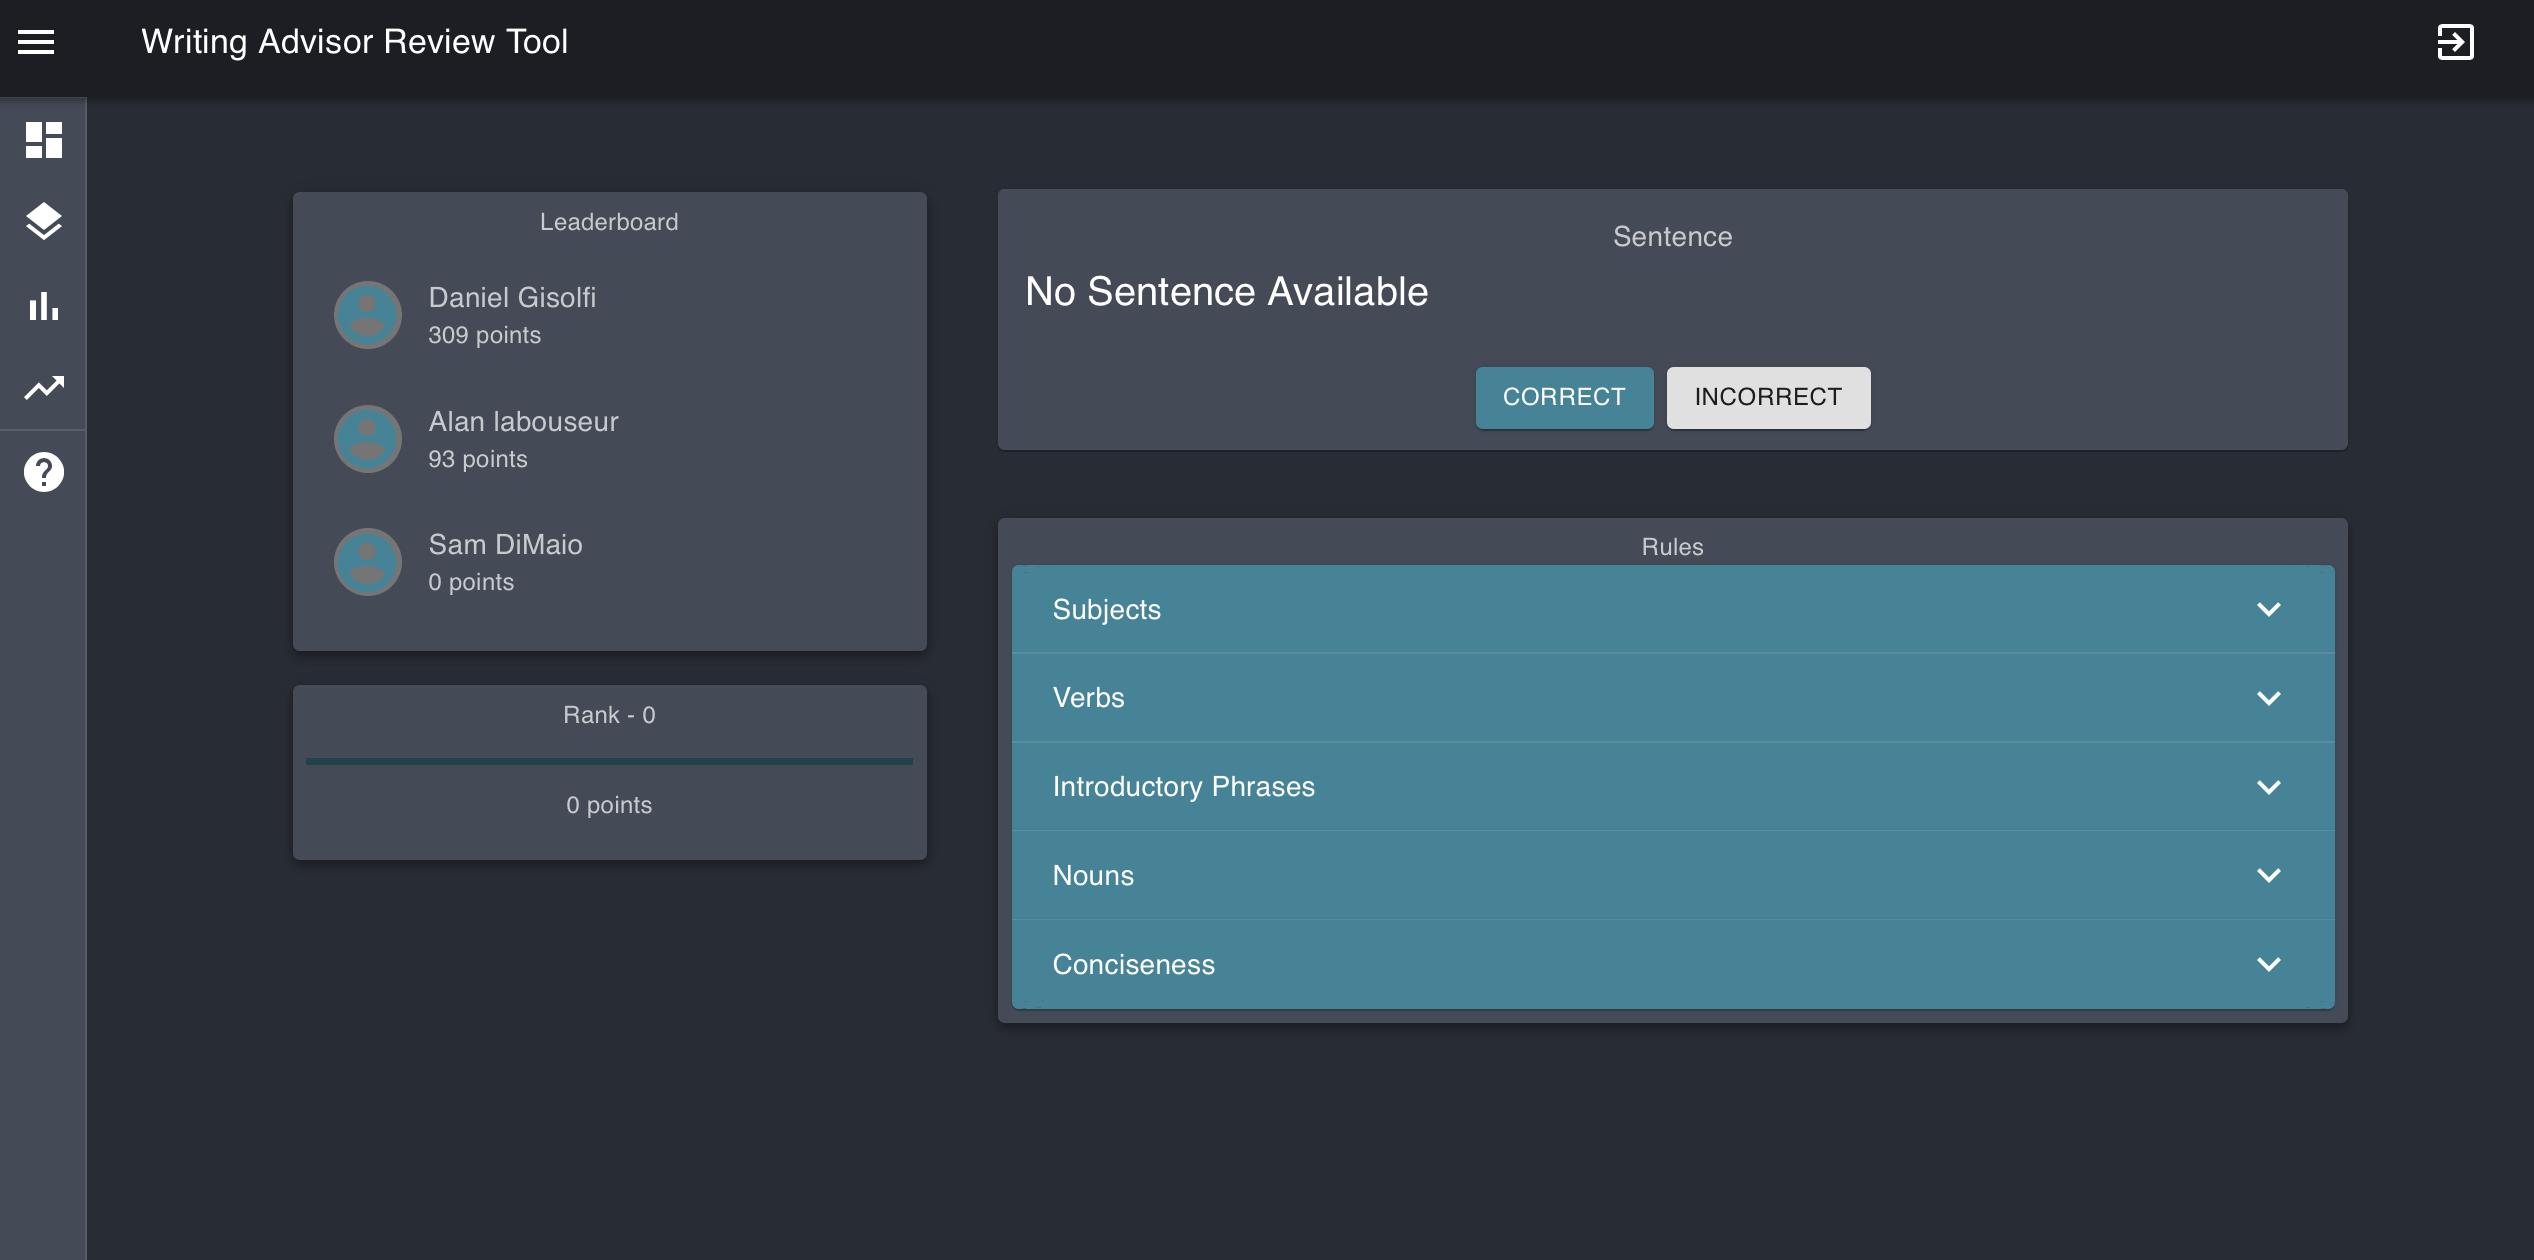 Writing Advisor Review Tool
Leaderboard
Daniel Gisolfi
309 points
Alan labouseur
93 points
Sam DiMaio
0 points
Rank - 0
0 points
Sentence
No Sentence Available
CORRECT
INCORRECT
Rules
Subjects
Verbs
Introductory Phrases
Nouns
Conciseness